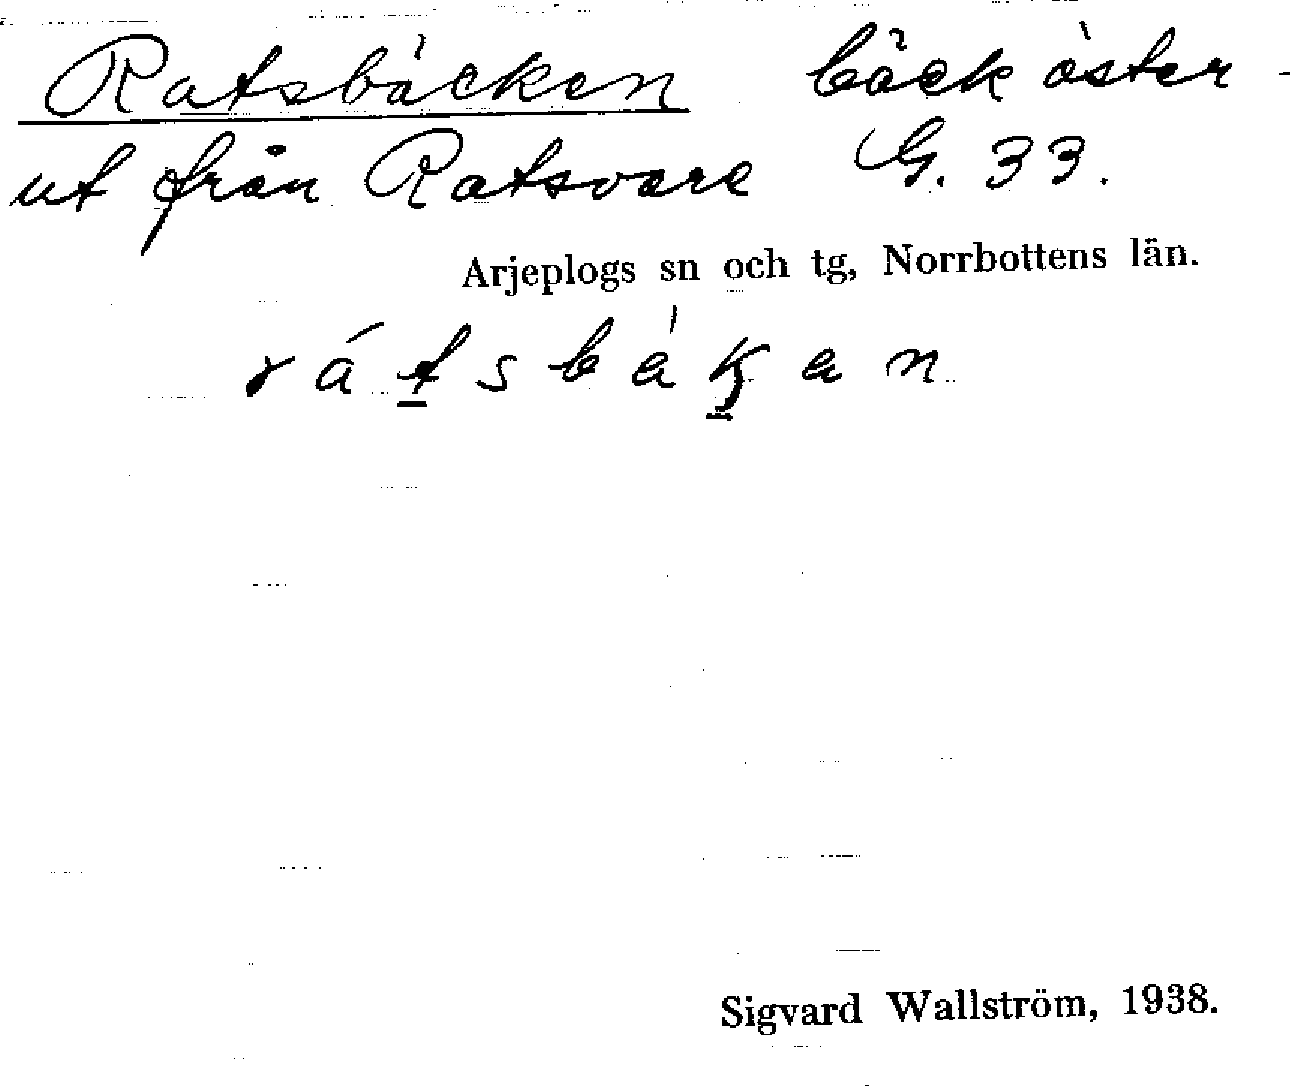 Ratsbäcken bäck öster-
ut från Ratsvare G. 33.
Arjeplogs sn och tg, Norrbottens län.
Sigvard Wallström, 1938.